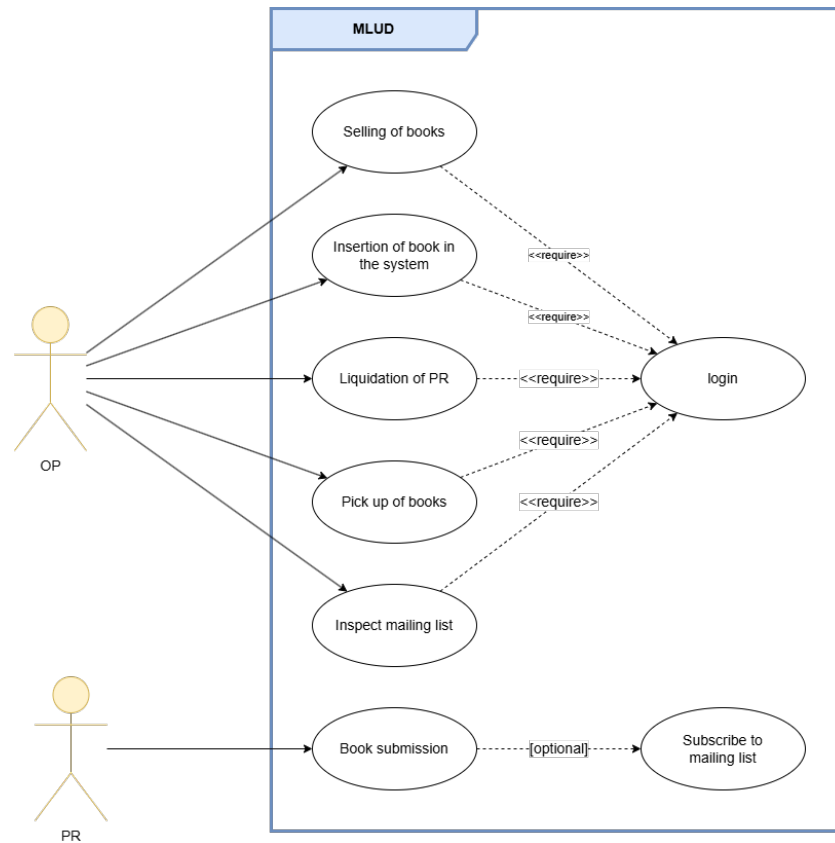 MLUD
Selling of books
<<require>>
Insertion of book in
the system
<<require>>
OP
Liquidation of PR
<<require>>
login
Pick up of books
<<require>>
Inspect mailing list
<<require>>
PR
Book submission
[optional]
Subscribe to
mailing list